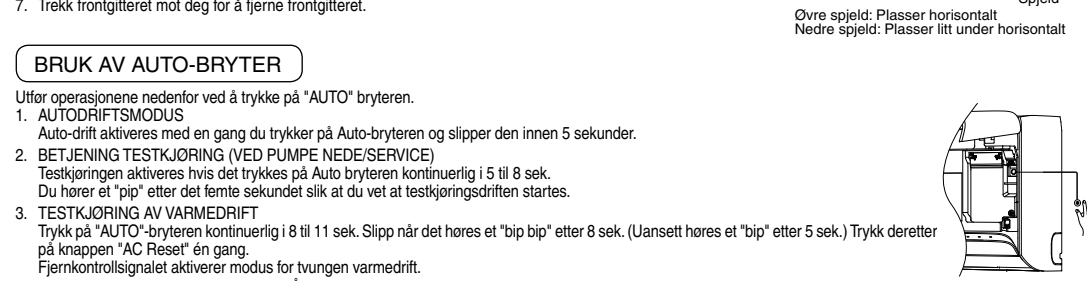 7. Trekk frontgitteret mot deg for å fjerne frontgitteret.
Spjeld
Øvre spjeld: Plasser horisontalt
Nedre spjeld: Plasser litt under horisontalt
BRUK AV AUTO-BRYTER
Utfør operasjonene nedenfor ved å trykke på "AUTO" bryteren.
1. AUTODRIFTSMODUS
Auto-drift aktiveres med en gang du trykker på Auto-bryteren og slipper den innen 5 sekunder.
2. BETJENING TESTKJØRING (VED PUMPE NEDE/SERVICE)
Testkjøringen aktiveres hvis det trykkes på Auto bryteren kontinuerlig i 5 til 8 sek.
Du hører et "pip" etter det femte sekundet slik at du vet at testkjøringsdriften startes.
3. TESTKJØRING AV VARMEDRIFT
Trykk på "AUTO"-bryteren kontinuerlig i 8 til 11 sek. Slipp når det høres et "bip bip" etter 8 sek. (Uansett høres et "bip" etter 5 sek.) Trykk deretter
på knappen "AC Reset" én gang.
Fjernkontrollsignalet aktiverer modus for tvungen varmedrift.